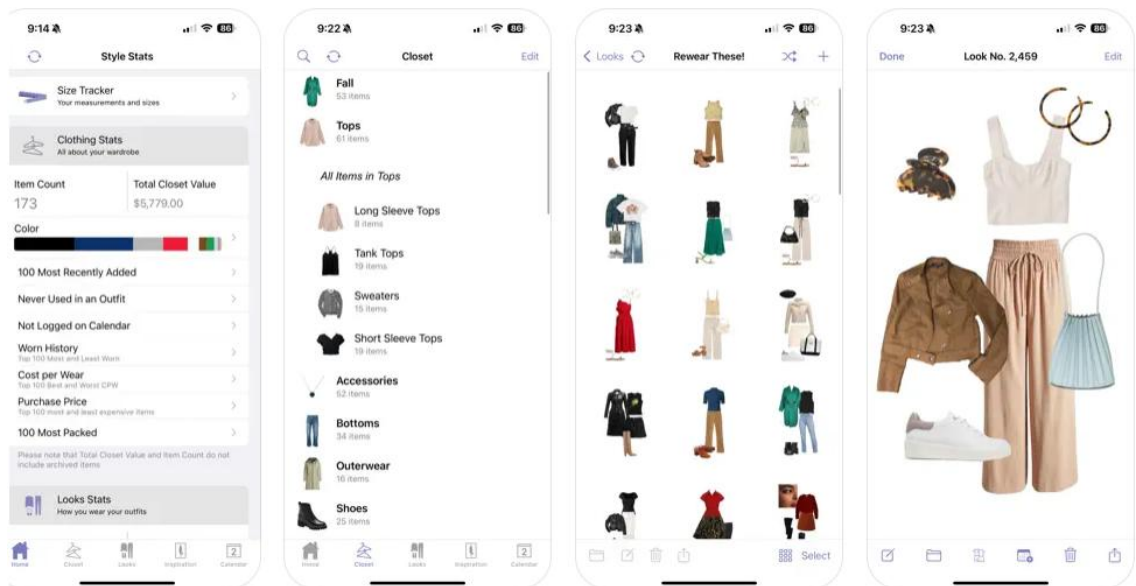 9:14
86
Style Stats
Size Tracker
Your measurements and sizes
Clothing Stats
All about your wardrobe
Item Count
173
Total Closet Value
$5,779.00
Color
100 Most Recently Added
Never Used in an Outfit
Not Logged on Calendar
Worn History
Top 100 Most and Least Worn
Cost per Wear
Top 100 Best and Worst CPW
Purchase Price
Top 100 most and least expensive items
100 Most Packed
Please note that Total Closet Value and Item Count do not
include archived items
Looks Stats
How you wear your outfits
Home
Closet
Looks
Inspiration
2
Calendar
9:22
86
Closet
Edit
Fall
53 items
Tops
61 items
All Items in Tops
Long Sleeve Tops
8 items
Tank Tops
19 items
Sweaters
15 items
Short Sleeve Tops
19 items
Accessories
52 items
Bottoms
34 items
Outerwear
16 items
Shoes
25 items
Home
Closet
Looks
Inspiration
2
Calendar
9:23
86
Looks
Rewear These!
Select
9:23
86
Done
Look No. 2,459
Edit